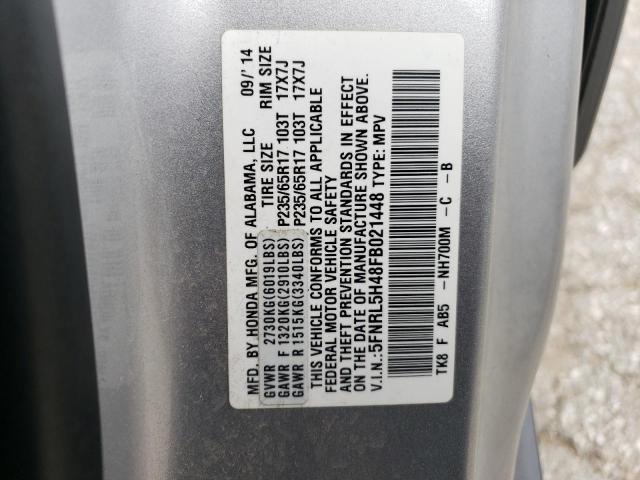 MFD. BY HONDA MFG. OF ALABAMA, LLC 09/'14
TIRE SIZE RIM SIZE
GVWR 2730KG(6019LBS)
GAWR F 1320KG(2910LBS) P235/65R17 103T 17X7J
GAWR R 1515KG(3340LBS) P235/65R17 103T 17X7J
THIS VEHICLE CONFORMS TO ALL APPLICABLE
FEDERAL MOTOR VEHICLE SAFETY
AND THEFT PREVENTION STANDARDS IN EFFECT
ON THE DATE OF MANUFACTURE SHOWN ABOVE.
V.I.N.:5FNRL5H48FB021448 TYPE: MPV
TK8 F AB5 -NH700M -C -B